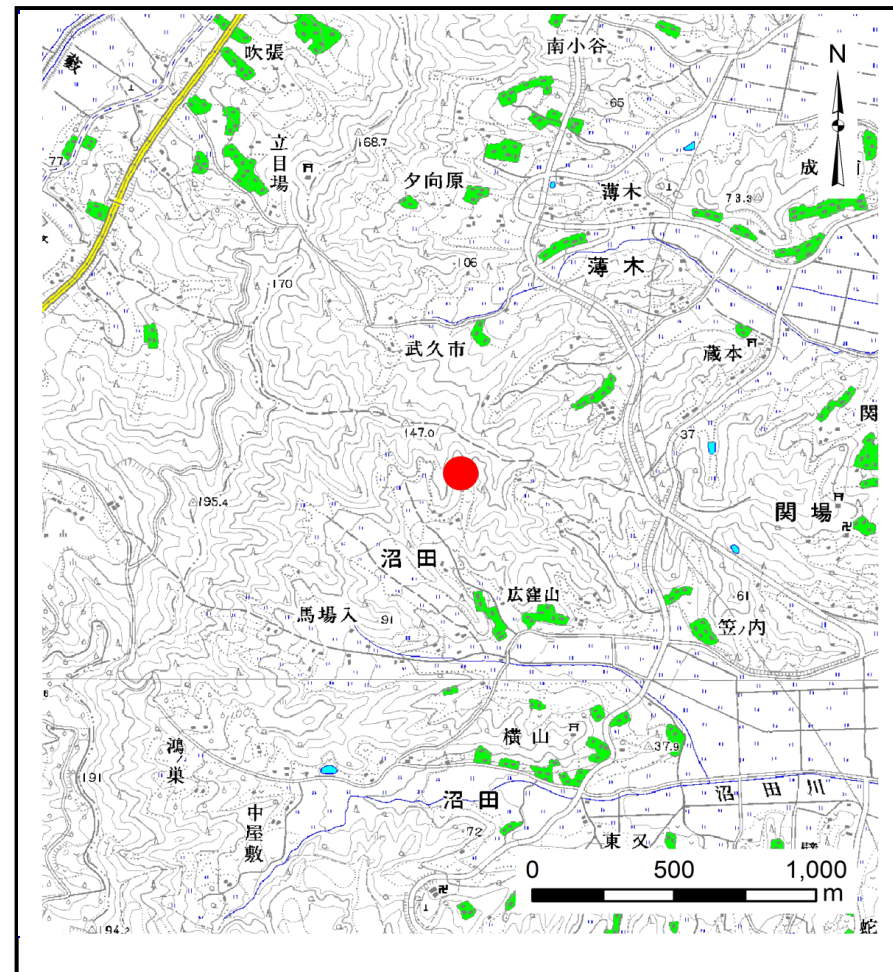 吹張
南小谷
N
65
168.7
立目場
77
夕向原
薄木
成
73.3
薄木
106
170
武久市
蔵本
関
147.0
37
195.4
関場
沼田
広窪山
61
馬場入
91
笠ノ内
横山
37.9
鴻ノ巣
191
沼田
沼田川
中屋敷
72
東又
0 500 1,000
m
194.2
蛇